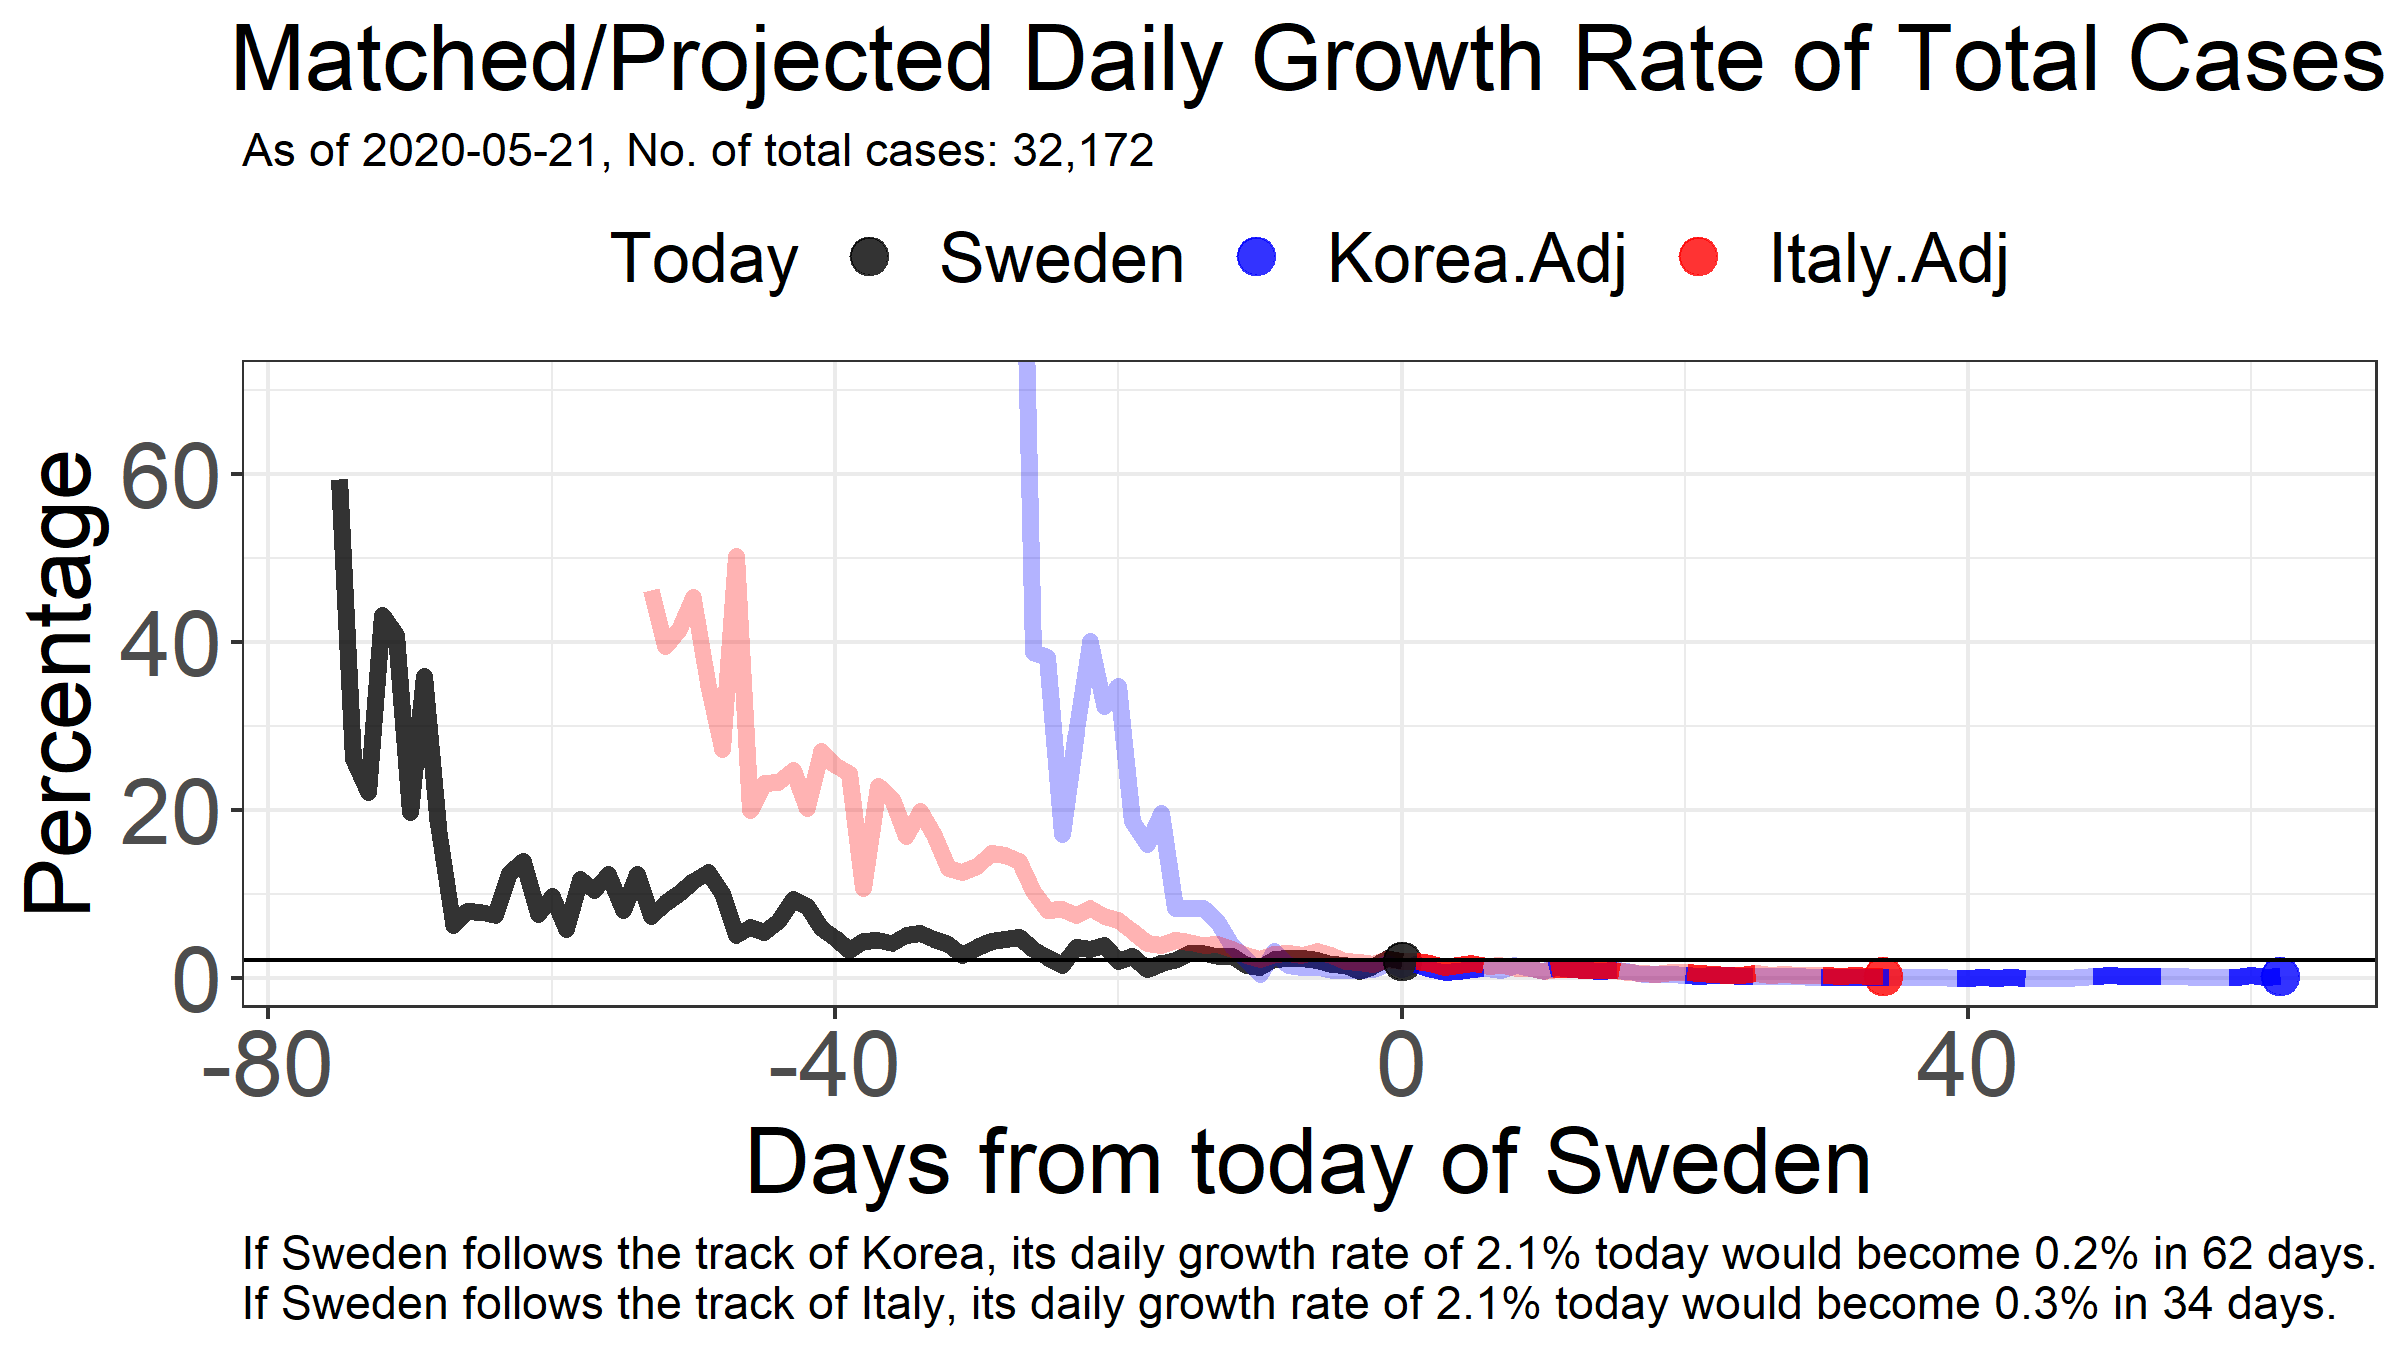 Matched/Projected Daily Growth Rate of Total Cases
As of 2020-05-21, No. of total cases: 32,172
Today Sweden Korea.Adj Italy.Adj
Percentage
60
40
20
0
-80 -40 0 40
Days from today of Sweden
If Sweden follows the track of Korea, its daily growth rate of 2.1% today would become 0.2% in 62 days.
If Sweden follows the track of Italy, its daily growth rate of 2.1% today would become 0.3% in 34 days.